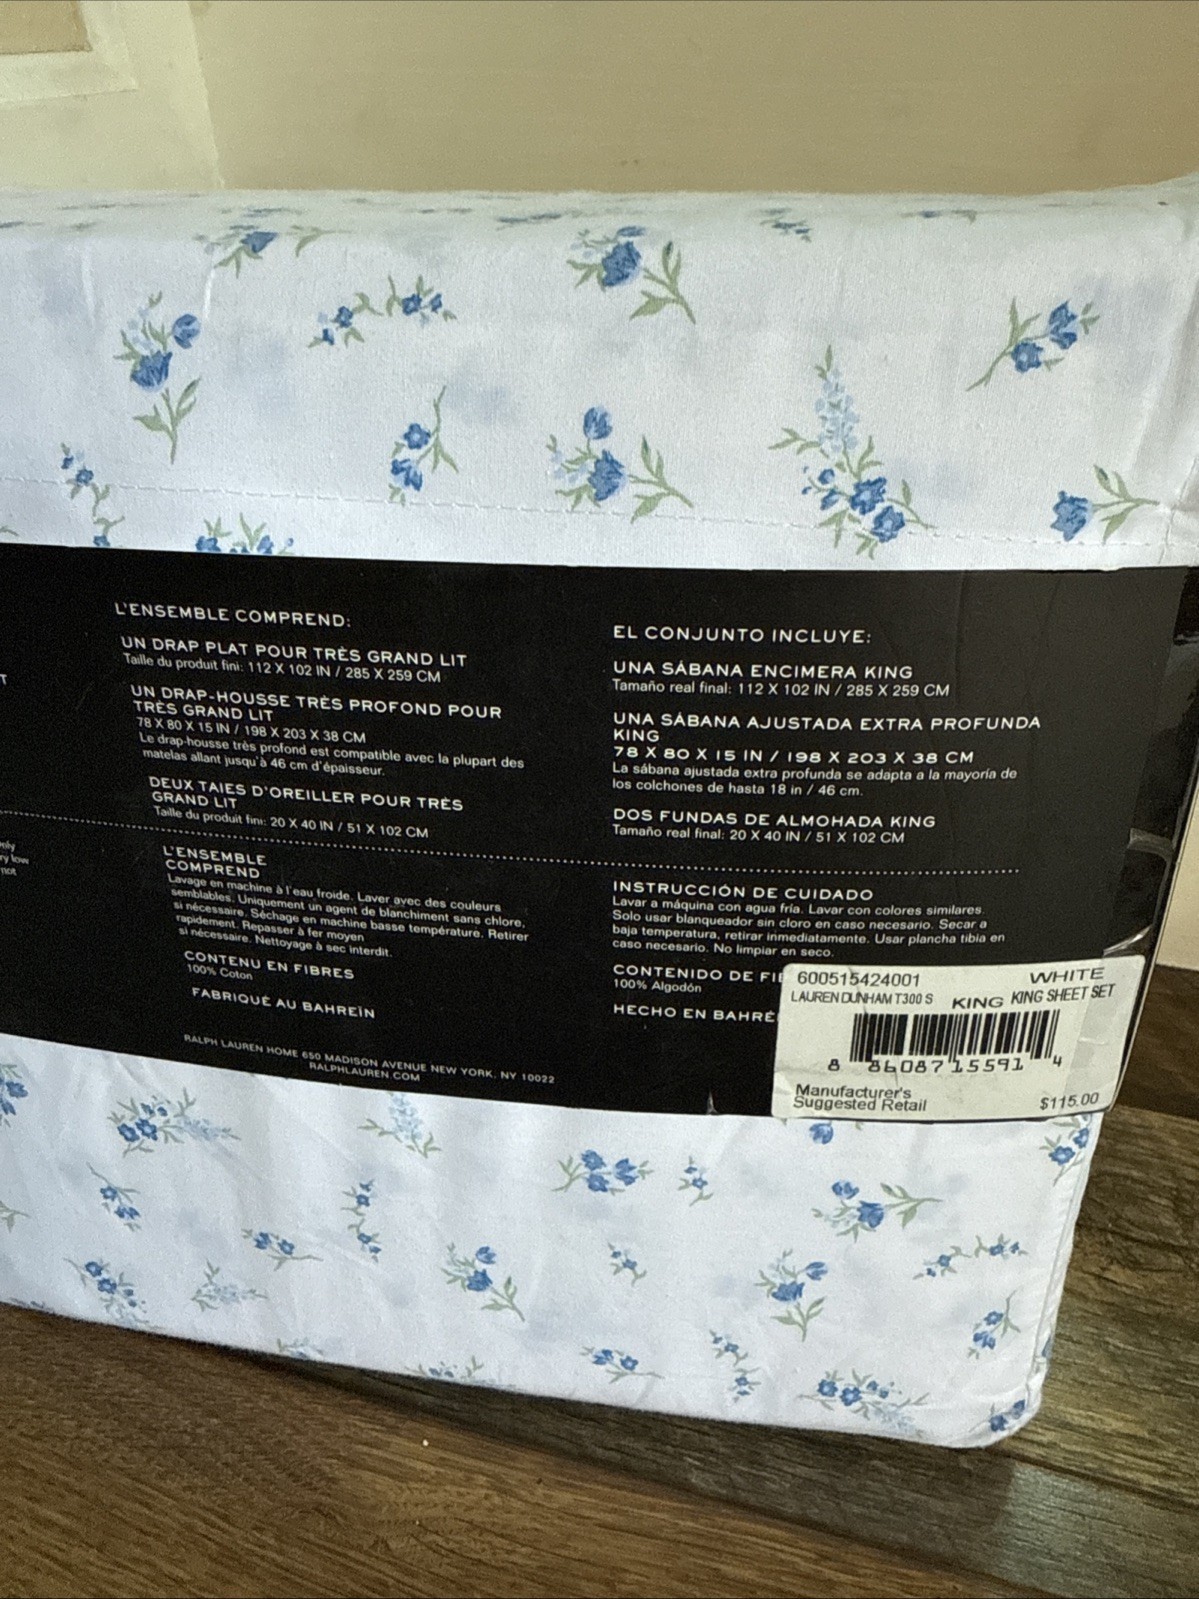 T
L'ENSEMBLE COMPREND:
UN DRAP PLAT POUR TRÈS GRAND LIT
Taille du produit fini: 112 X 102 IN / 285 X 259 CM
UN DRAP-HOUSSE TRÈS PROFOND POUR
TRÈS GRAND LIT
78 X 80 X 15 IN / 198 X 203 X 38 CM
Le drap-housse très profond est compatible avec la plupart des
matelas allant jusqu'à 46 cm d'épaisseur.
DEUX TAIES D'OREILLER POUR TRÈS
GRAND LIT
Taille du produit fini: 20 X 40 IN / 51 X 102 CM
ry low
not
L'ENSEMBLE
COMPREND
Lavage en machine à l'eau froide. Laver avec des couleurs
semblables. Uniquement un agent de blanchiment sans chlore,
si nécessaire. Séchage en machine basse température. Retirer
rapidement. Repasser à fer moyen
si nécessaire. Nettoyage à sec interdit.
CONTENU EN FIBRES
100% Coton
FABRIQUÉ AU BAHREÏN
EL CONJUNTO INCLUYE:
UNA SÁBANA ENCIMERA KING
Tamaño real final: 112 X 102 IN / 285 X 259 CM
UNA SÁBANA AJUSTADA EXTRA PROFUNDA
KING
78 X 80 X 15 IN / 198 X 203 X 38 CM
La sábana ajustada extra profunda se adapta a la mayoría de
los colchones de hasta 18 in / 46 cm.
DOS FUNDAS DE ALMOHADA KING
Tamaño real final: 20 X 40 IN / 51 X 102 CM
INSTRUCCIÓN DE CUIDADO
Lavar a máquina con agua fría. Lavar con colores similares.
Solo usar blanqueador sin cloro en caso necesario. Secar a
baja temperatura, retirar inmediatamente. Usar plancha tibia en
caso necesario. No limpiar en seco.
CONTENIDO DE FI
100% Algodón
HECHO EN BAHRÉ
RALPH LAUREN HOME 650 MADISON AVENUE NEW YORK, NY 10022
RALPHLAUREN.COM
600515424001 WHITE
LAUREN DUNHAM T300 S KING KING SHEET SET
8 86087 15591 4
Manufacturer's
Suggested Retail $115.00